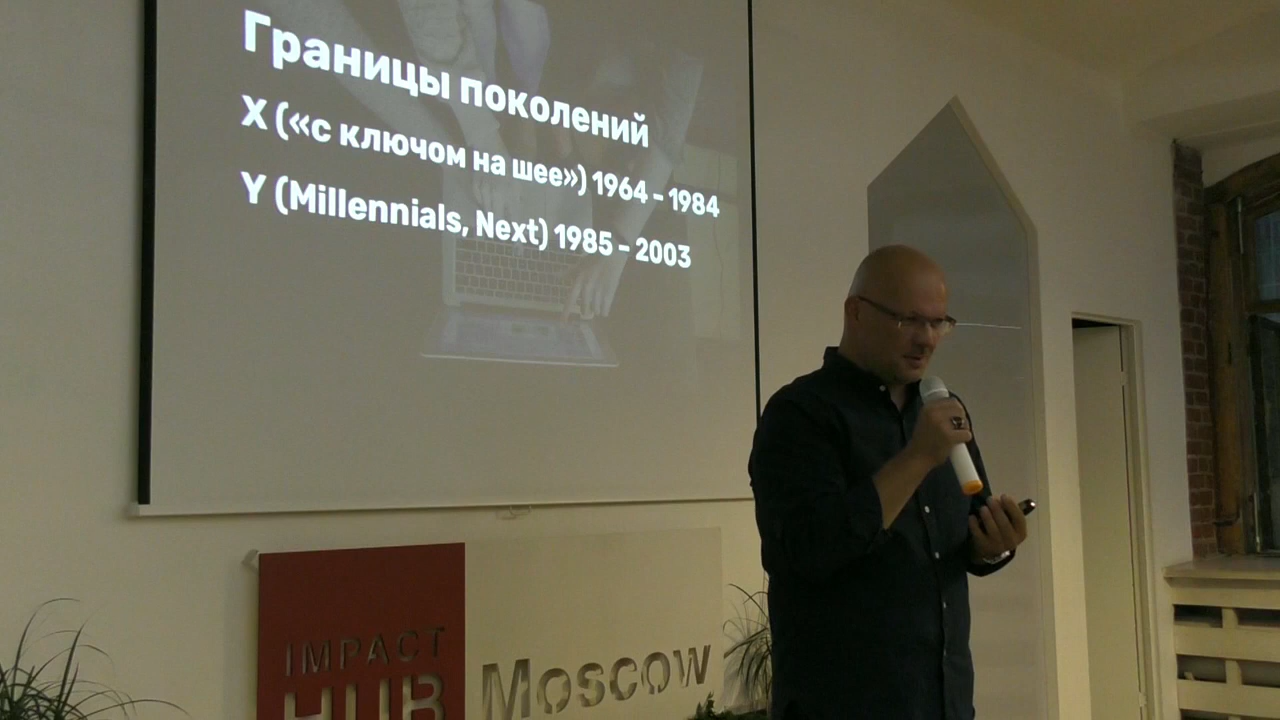 Границы поколений
X («с ключом на шее») 1964 – 1984
Y (Millennials, Next) 1985 – 2003
IMPACT
HUB
Moscow